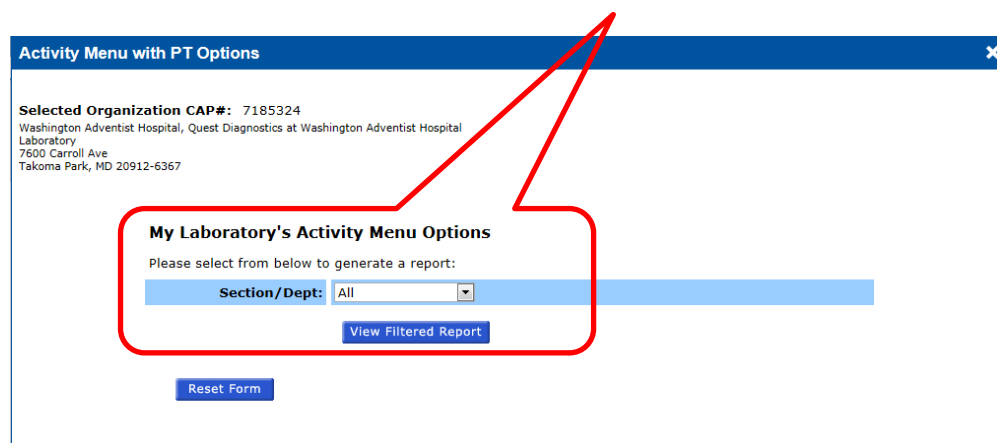 Activity Menu with PT Options
Selected Organization CAP#: 7185324
Washington Adventist Hospital, Quest Diagnostics at Washington Adventist Hospital
Laboratory
7600 Carroll Ave
Takoma Park, MD 20912-6367
My Laboratory's Activity Menu Options
Please select from below to generate a report:
Section/Dept: All
View Filtered Report
Reset Form